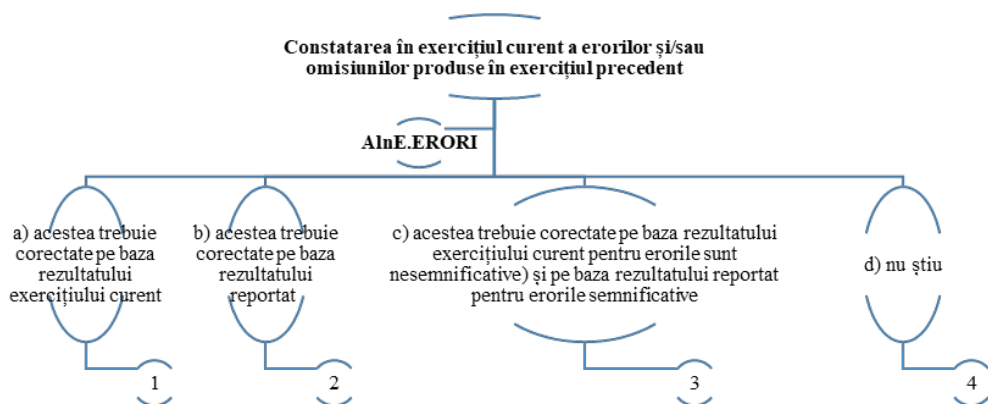 Constatarea în exercițiul curent a erorilor și/sau
omisiunilor produse în exercițiul precedent
AlnE.ERORI
a) acestea trebuie
corectate pe baza
rezultatului
exercițiului curent
b) acestea trebuie
corectate pe baza
rezultatului
reportat
c) acestea trebuie corectate pe baza rezultatului
exercițiului curent pentru erorile sunt
nesemnificative) și pe baza rezultatului reportat
pentru erorile semnificative
d) nu știu
1
2
3
4